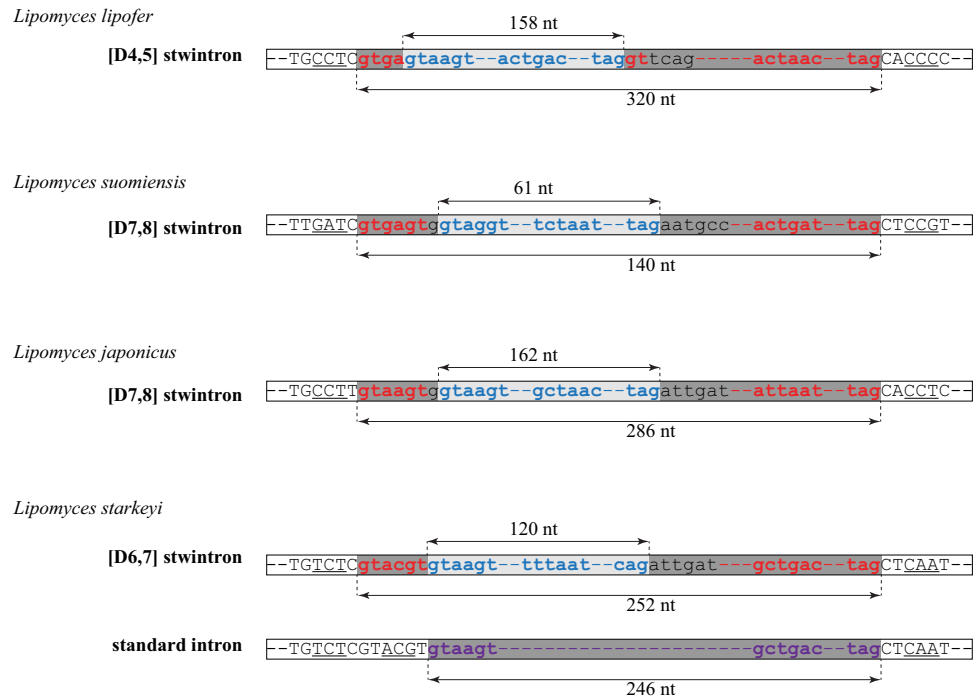 Lipomyces lipofer
158 nt
[D4,5] stwintron
--TGCCTCgtgagtaagt--actgac--taggttcag-----actaac--tagCACCCC--
320 nt
Lipomyces suomiensis
61 nt
[D7,8] stwintron
--TTGATCgtgagtggtaggt--tctaat--tagaatgcc--actgat--tagCTCCGT--
140 nt
Lipomyces japonicus
162 nt
[D7,8] stwintron
--TGCCTTgtaagtggtaagt--gctaac--tagattgat--attaat--tagCACCTC--
286 nt
Lipomyces starkeyi
120 nt
[D6,7] stwintron
--TGTCTCgtacgtgtaagt--tttaat--cagattgat---gctgac--tagCTCAAT--
252 nt
standard intron
--TGTCTCGTACGTgtaagt----------------------gctgac--tagCTCAAT--
246 nt